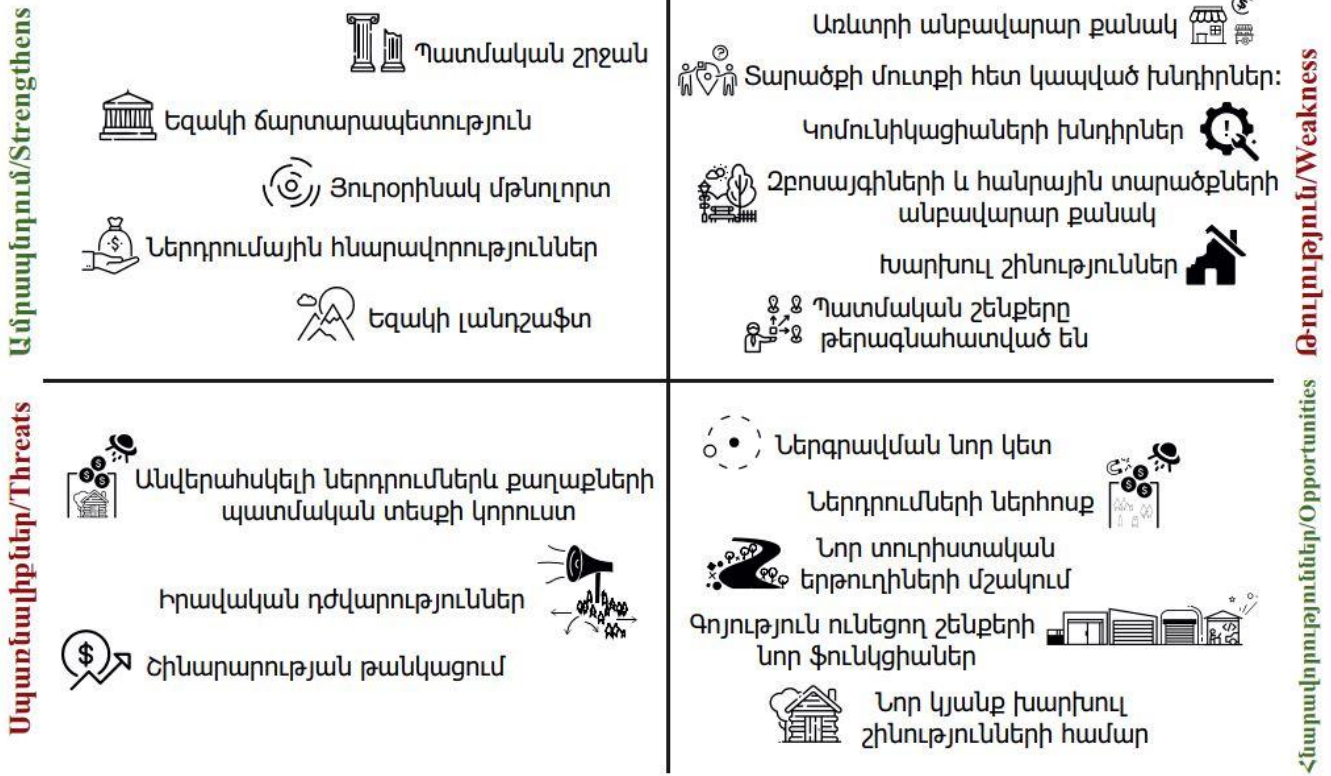 Ամրապնդում/Strengthens
Պատմական շրջան
Եզակի ճարտարապետություն
Յուրօրինակ մթնոլորտ
Ներդրումային հնարավորություններ
Եզակի լանդշաֆտ
Առևտրի անբավարար քանակ
Տարածքի մուտքի հետ կապված խնդիրներ:
Կոմունիկացիաների խնդիրներ
Զբոսայգիների և հանրային տարածքների
անբավարար քանակ
Խարխուլ շինություններ
Պատմական շենքերը
թերագնահատված են
Թուլություն/Weakness
Սպառնալիքներ/Threats
Անվերահսկելի ներդրումներև քաղաքների
պատմական տեսքի կորուստ
Իրավական դժվարություններ
Շինարարության թանկացում
Ներգրավման նոր կետ
Ներդրումների ներհոսք
Նոր տուրիստական
երթուղիների մշակում
Գոյություն ունեցող շենքերի
նոր ֆունկցիաներ
Նոր կյանք խարխուլ
շինությունների համար
Հնարավորություններ/Opportunities